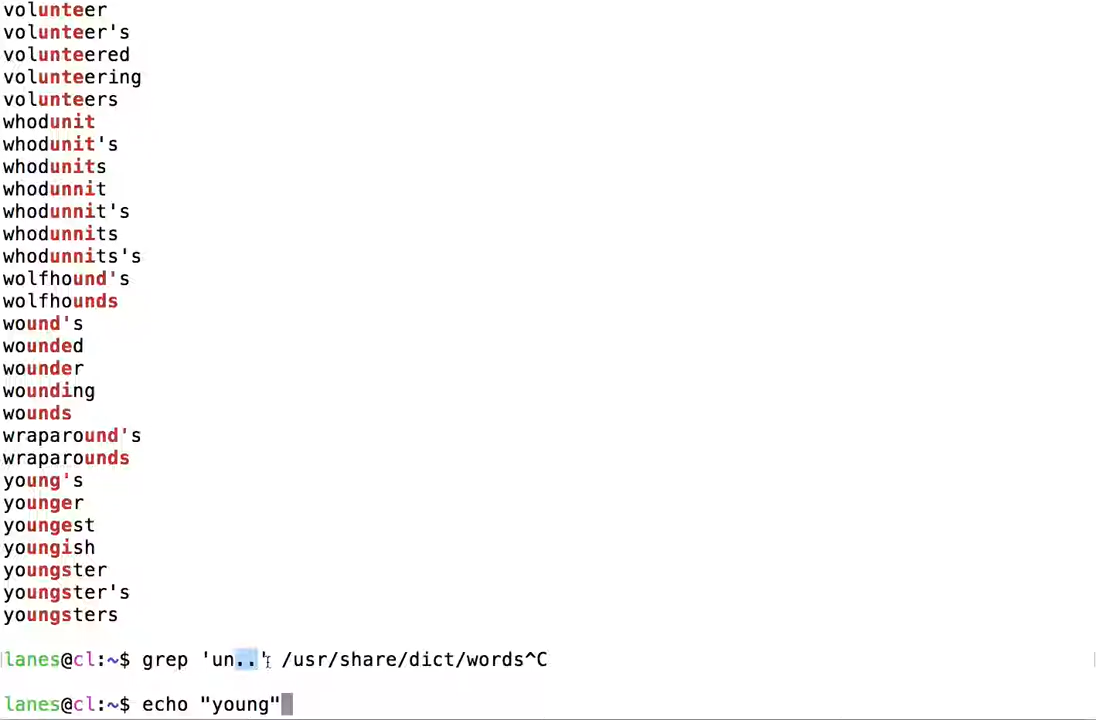 volunteer
volunteer's
volunteered
volunteering
volunteers
whodunit
whodunit's
whodunits
whodunnit
whodunnit's
whodunnits
whodunnits's
wolfhound's
wolfhounds
wound's
wounded
wounder
wounding
wounds
wraparound's
wraparounds
young's
younger
youngest
youngish
youngster
youngster's
youngsters
lanes@cl:~$ grep 'un..' /usr/share/dict/words^C
lanes@cl:~$ echo "young"